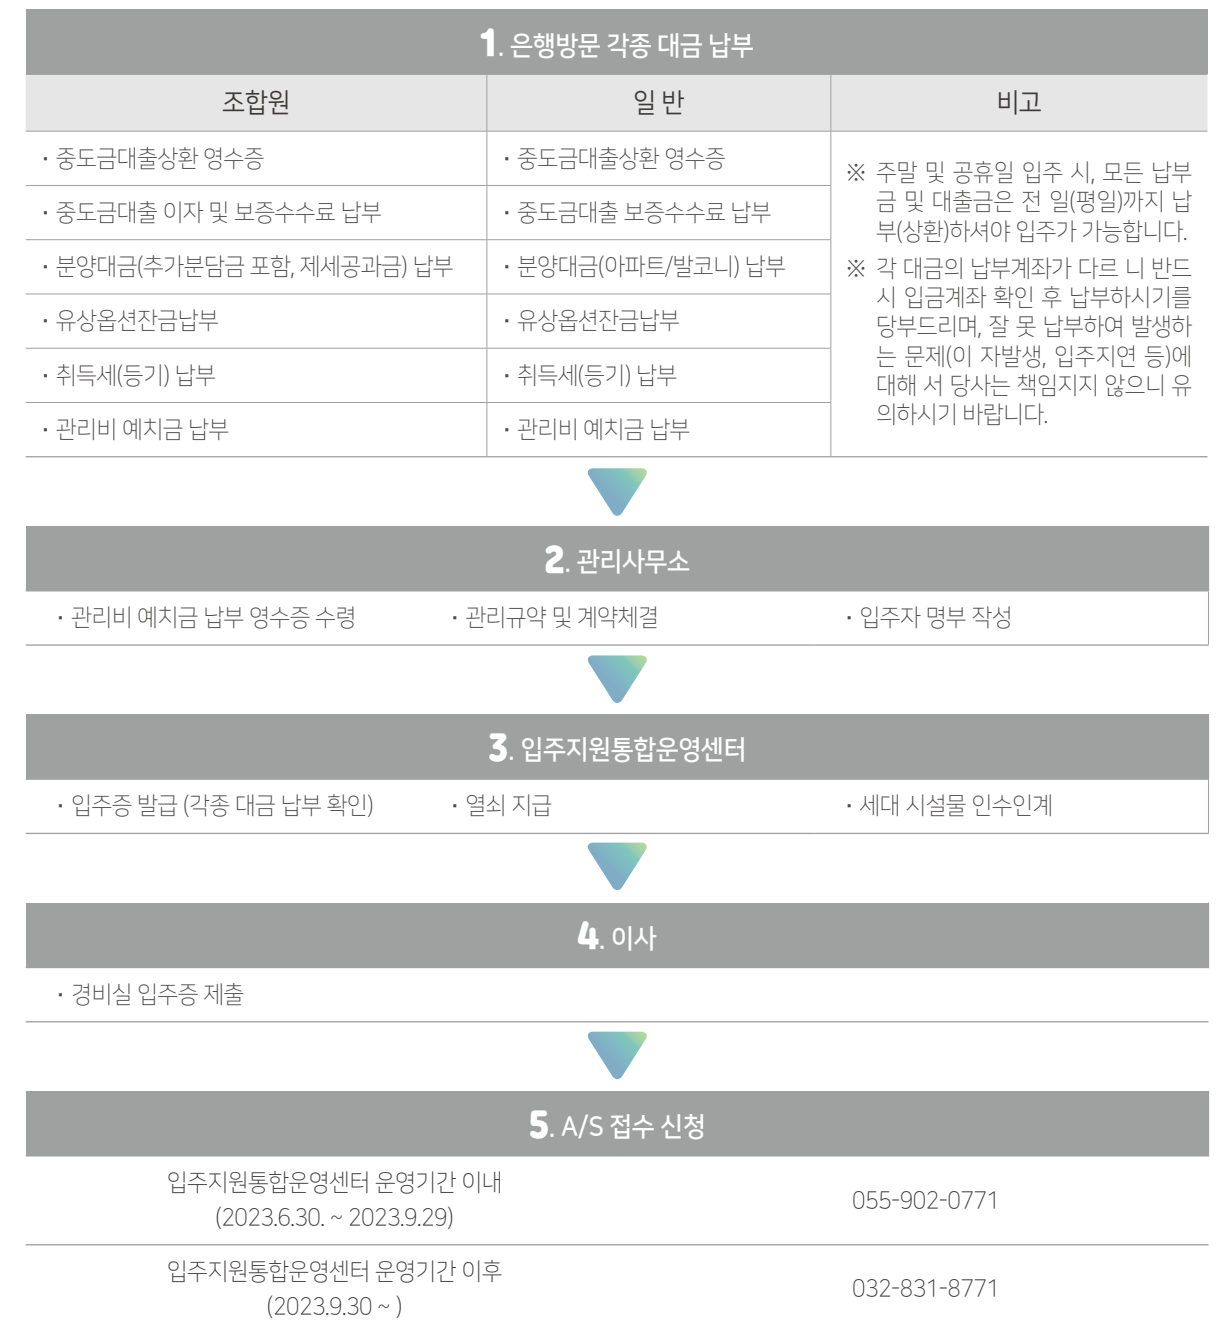 1. 은행방문 각종 대금 납부
조합원 일 반 비고
· 중도금대출상환 영수증 · 중도금대출상환 영수증
· 중도금대출 이자 및 보증수수료 납부 · 중도금대출 보증수수료 납부
· 분양대금(추가분담금 포함, 제세공과금) 납부 · 분양대금(아파트/발코니) 납부
· 유상옵션잔금납부 · 유상옵션잔금납부
· 취득세(등기) 납부 · 취득세(등기) 납부
· 관리비 예치금 납부 · 관리비 예치금 납부
※ 주말 및 공휴일 입주 시, 모든 납부
금 및 대출금은 전 일(평일)까지 납
부(상환)하셔야 입주가 가능합니다.
※ 각 대금의 납부계좌가 다르 니 반드
시 입금계좌 확인 후 납부하시기를
당부드리며, 잘 못 납부하여 발생하
는 문제(이 자발생, 입주지연 등)에
대해 서 당사는 책임지지 않으니 유
의하시기 바랍니다.
2. 관리사무소
· 관리비 예치금 납부 영수증 수령 · 관리규약 및 계약체결 · 입주자 명부 작성
3. 입주지원통합운영센터
· 입주증 발급 (각종 대금 납부 확인) · 열쇠 지급 · 세대 시설물 인수인계
4. 이사
· 경비실 입주증 제출
5. A/S 접수 신청
입주지원통합운영센터 운영기간 이내
(2023.6.30. ~ 2023.9.29)
055-902-0771
입주지원통합운영센터 운영기간 이후
(2023.9.30 ~ )
032-831-8771